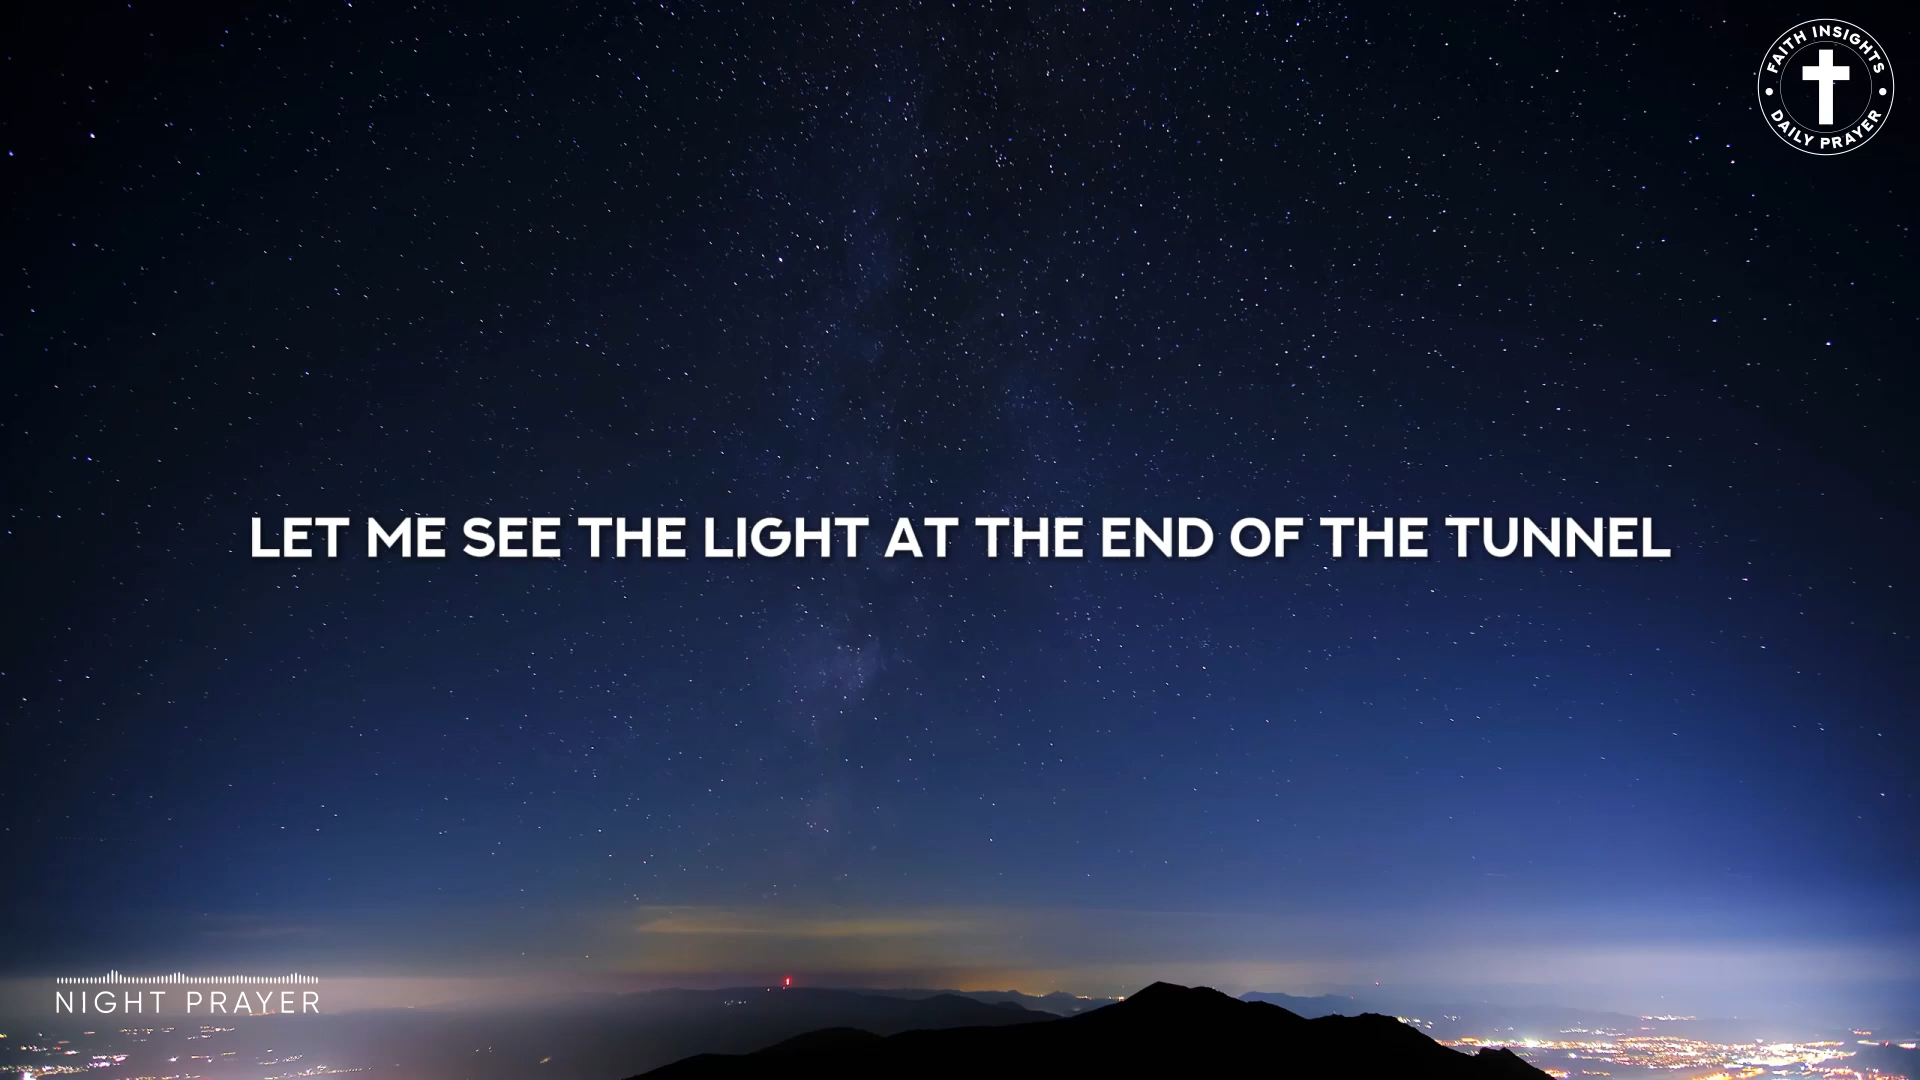 FAITH INSIGHTS
DAILY PRAYER
LET ME SEE THE LIGHT AT THE END OF THE TUNNEL
NIGHT PRAYER